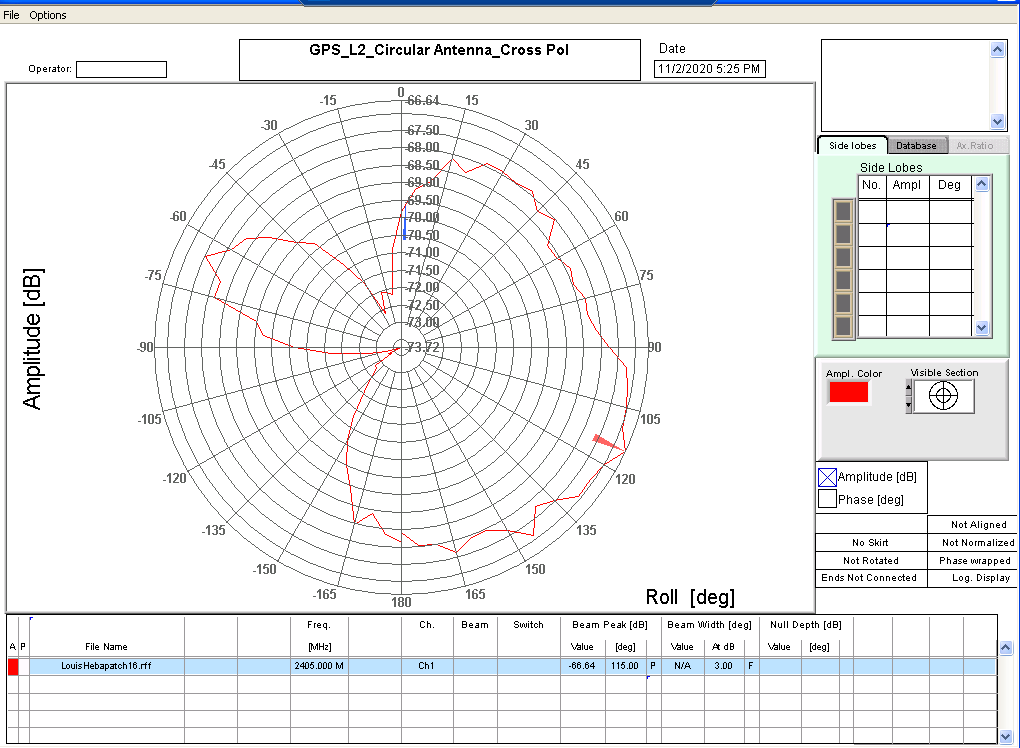 File Options
GPS_L2_Circular Antenna_Cross Pol
Date
Operator:
11/2/2020 5:25 PM
0
-15 -66.64 15
-30 -67.50 30
-68.00
-45 -68.50 45
-69.00
-69.50
-60 -70.00 60
-70.50
-71.00
-75 -71.50 75
-72.00
-72.50
-73.00
-90 -73.72 90
-105 105
-120 120
-135 135
-150 150
-165 165
180
Amplitude [dB]
Roll [deg]
Side lobes Database Ax.Ratio
Side Lobes
No. Ampl Deg
Ampl. Color Visible Section
Amplitude [dB]
Phase [deg]
Not Aligned
No Skirt Not Normalized
Not Rotated Phase wrapped
Ends Not Connected Log. Display
Freq. Ch. Beam Switch Beam Peak [dB] Beam Width [deg] Null Depth [dB]
A P File Name [MHz] Value [deg] Value At dB Value [deg]
LouisHebapatch16.rff 2405.000 M Ch1 -66.64 115.00 P N/A 3.00 F